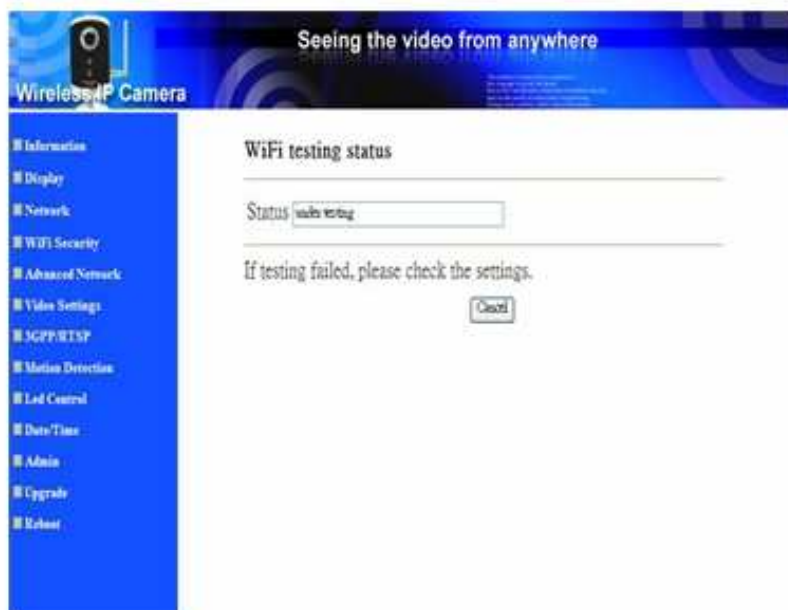 Seeing the video from anywhere
Wireless IP Camera
Information
Display
Network
WiFi Security
Advanced Network
Video Settings
3GPP/RTSP
Motion Detection
Led Control
Date/Time
Admin
Upgrade
Reboot
WiFi testing status
Status under testing
If testing failed, please check the settings.
Cancel